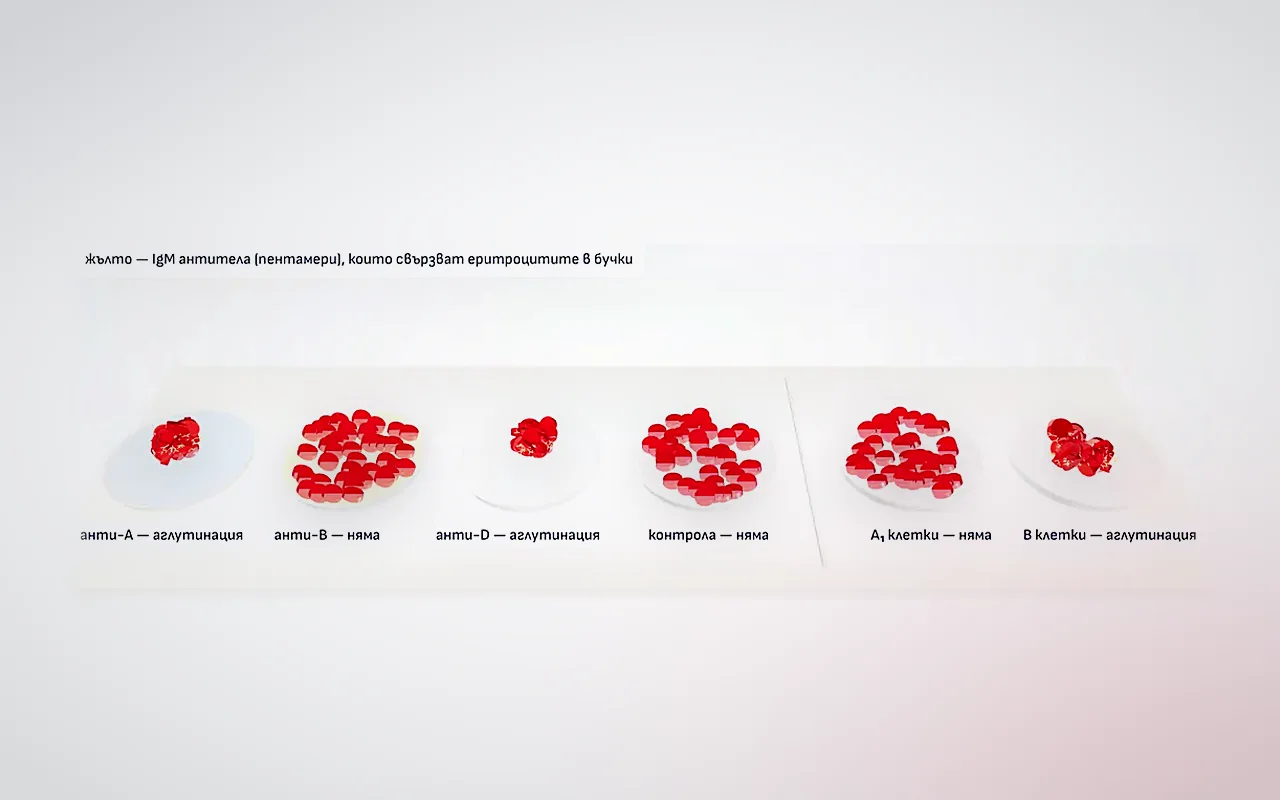 жълто — IgM антитела (пентамери), които свързват еритроцитите в бучки
анти-A — аглутинация
анти-B — няма
анти-D — аглутинация
контрола — няма
A₁ клетки — няма
B клетки — аглутинация